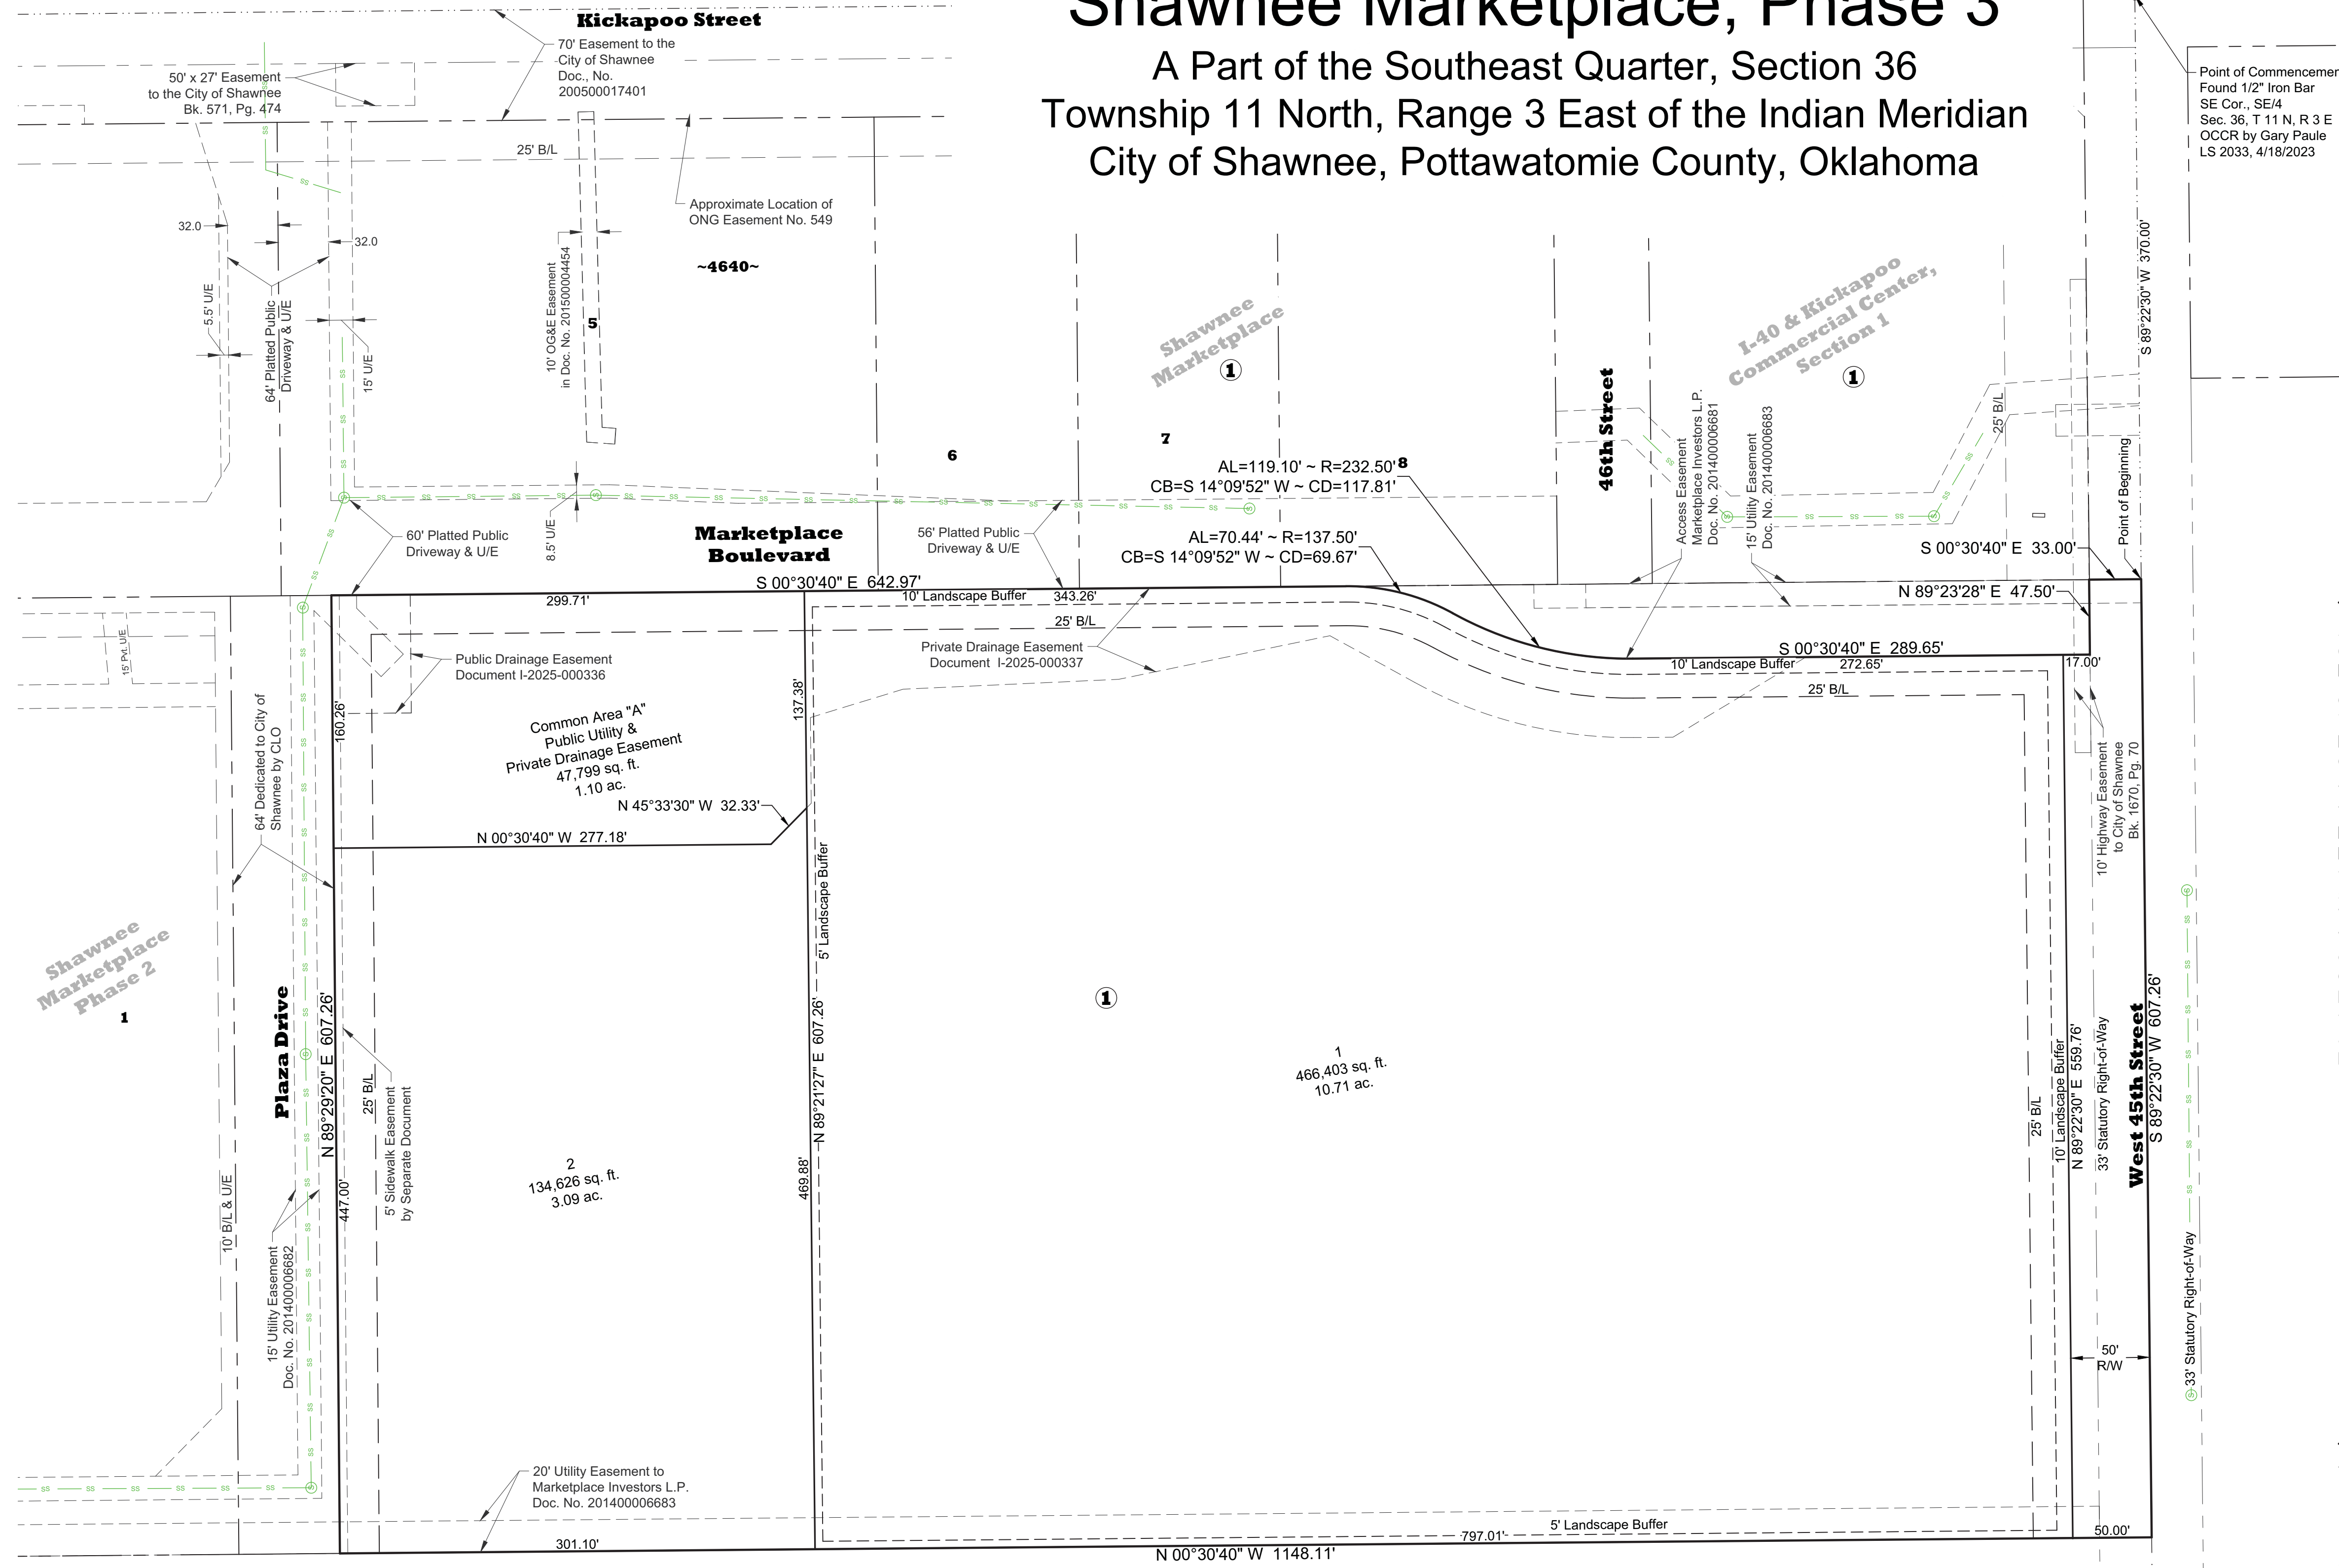 Shawnee Marketplace, Phase 3
A Part of the Southeast Quarter, Section 36
Township 11 North, Range 3 East of the Indian Meridian
City of Shawnee, Pottawatomie County, Oklahoma
Kickapoo Street
70' Easement to the
City of Shawnee
Doc., No.
200500017401
50' x 27' Easement
to the City of Shawnee
Bk. 571, Pg. 474
25' B/L
Approximate Location of
ONG Easement No. 549
~4640~
32.0
32.0
5.5' U/E
64' Platted Public
Driveway & U/E
15' U/E
10' OG&E Easement
in Doc. No. 201500004454
5
6
7
8
Shawnee
Marketplace
1
I-40 & Kickapoo
Commercial Center,
Section 1
1
46th Street
Access Easement
Marketplace Investors L.P.
Doc. No. 201400006681
15' Utility Easement
Doc. No. 201400006683
25' B/L
Point of Beginning
S 89°22'30" W 370.00'
Point of Commencemen
Found 1/2" Iron Bar
SE Cor., SE/4
Sec. 36, T 11 N, R 3 E
OCCR by Gary Paule
LS 2033, 4/18/2023
AL=119.10' ~ R=232.50'
CB=S 14°09'52" W ~ CD=117.81'
AL=70.44' ~ R=137.50'
CB=S 14°09'52" W ~ CD=69.67'
60' Platted Public
Driveway & U/E
8.5' U/E
Marketplace
Boulevard
56' Platted Public
Driveway & U/E
S 00°30'40" E 33.00'
N 89°23'28" E 47.50'
S 00°30'40" E 642.97'
299.71'
10' Landscape Buffer
343.26'
25' B/L
S 00°30'40" E 289.65'
10' Landscape Buffer
272.65'
17.00'
25' B/L
15' Pvt. U/E
Public Drainage Easement
Document I-2025-000336
Private Drainage Easement
Document I-2025-000337
160.26'
137.38'
Common Area "A"
Public Utility &
Private Drainage Easement
47,799 sq. ft.
1.10 ac.
N 45°33'30" W 32.33'
N 00°30'40" W 277.18'
64' Dedicated to City of
Shawnee by CLO
10' Highway Easement
to City of Shawnee
Bk. 1670, Pg. 70
5' Landscape Buffer
Shawnee
Marketplace
Phase 2
1
Plaza Drive
N 89°29'20" E 607.26'
25' B/L
5' Sidewalk Easement
by Separate Document
447.00'
10' B/L & U/E
15' Utility Easement
Doc. No. 201400006682
2
134,626 sq. ft.
3.09 ac.
469.88'
N 89°21'27" E 607.26'
1
1
466,403 sq. ft.
10.71 ac.
25' B/L
10' Landscape Buffer
N 89°22'30" E 559.76'
33' Statutory Right-of-Way
West 45th Street
S 89°22'30" W 607.26'
33' Statutory Right-of-Way
50'
R/W
20' Utility Easement to
Marketplace Investors L.P.
Doc. No. 201400006683
301.10'
5' Landscape Buffer
797.01'
50.00'
N 00°30'40" W 1148.11'